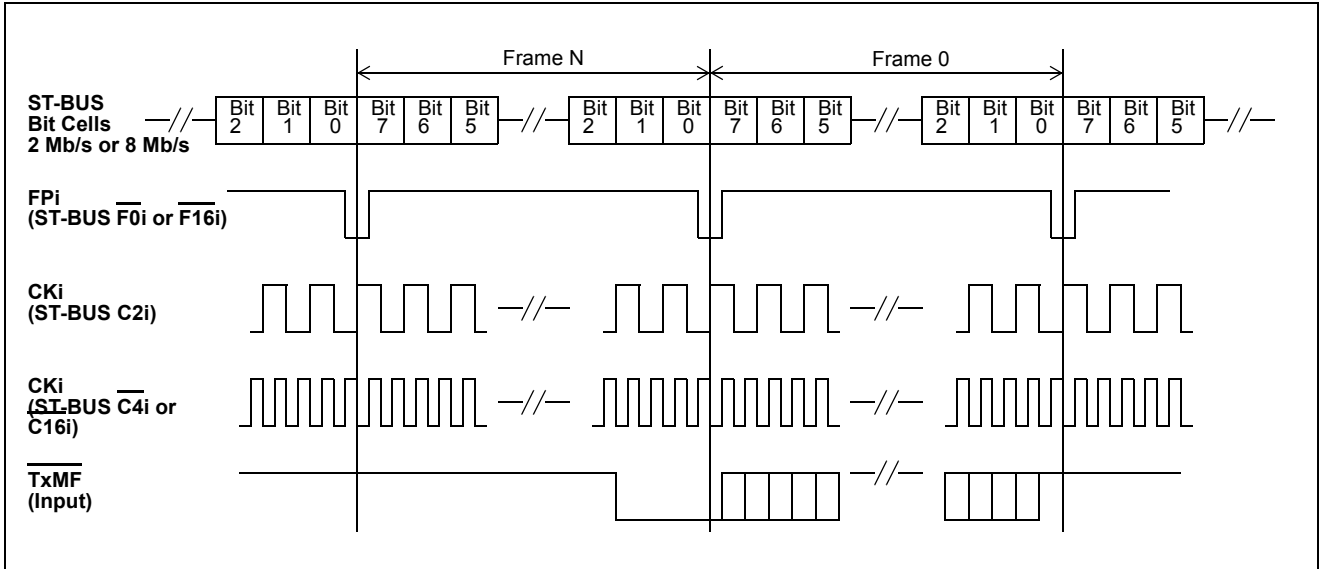 Frame N
Frame 0
ST-BUS
Bit Cells
2 Mb/s or 8 Mb/s
Bit 2
Bit 1
Bit 0
Bit 7
Bit 6
Bit 5
Bit 2
Bit 1
Bit 0
Bit 7
Bit 6
Bit 5
Bit 2
Bit 1
Bit 0
Bit 7
Bit 6
Bit 5
FPi
(ST-BUS F0i or F16i)
CKi
(ST-BUS C2i)
CKi
(ST-BUS C4i or
C16i)
TxMF
(Input)